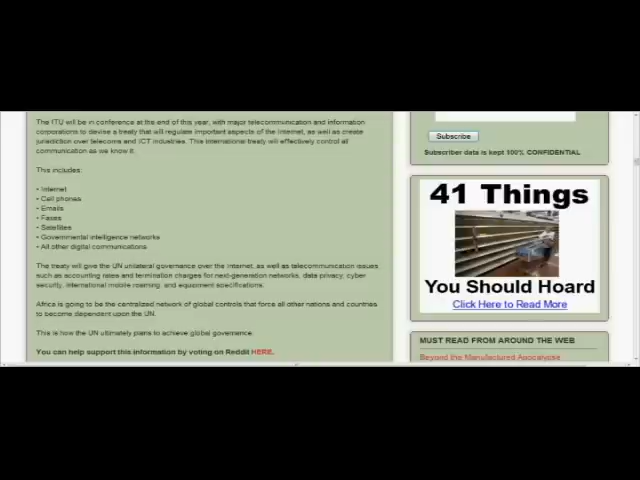 The ITU will be in conference at the end of this year, with major telecommunication and information
corporations to devise a treaty that will regulate important aspects of the Internet, as well as create
jurisdiction over telecoms and ICT industries. This international treaty will effectively control all
communication as we know it.
This includes:
• Internet
• Cell phones
• Emails
• Faxes
• Satellites
• Governmental intelligence networks
• All other digital communications
The treaty will give the UN unilateral governance over the Internet, as well as telecommunication issues
such as accounting rates and termination charges for next-generation networks, data privacy, cyber
security, international mobile roaming, and equipment specifications.
Africa is going to be the centralized network of global controls that force all other nations and countries
to become dependent upon the UN.
This is how the UN ultimately plans to achieve global governance.
You can help support this information by voting on Reddit HERE.
Subscribe
Subscriber data is kept 100% CONFIDENTIAL
41 Things
You Should Hoard
Click Here to Read More
MUST READ FROM AROUND THE WEB
Beyond the Manufactured Apocalypse